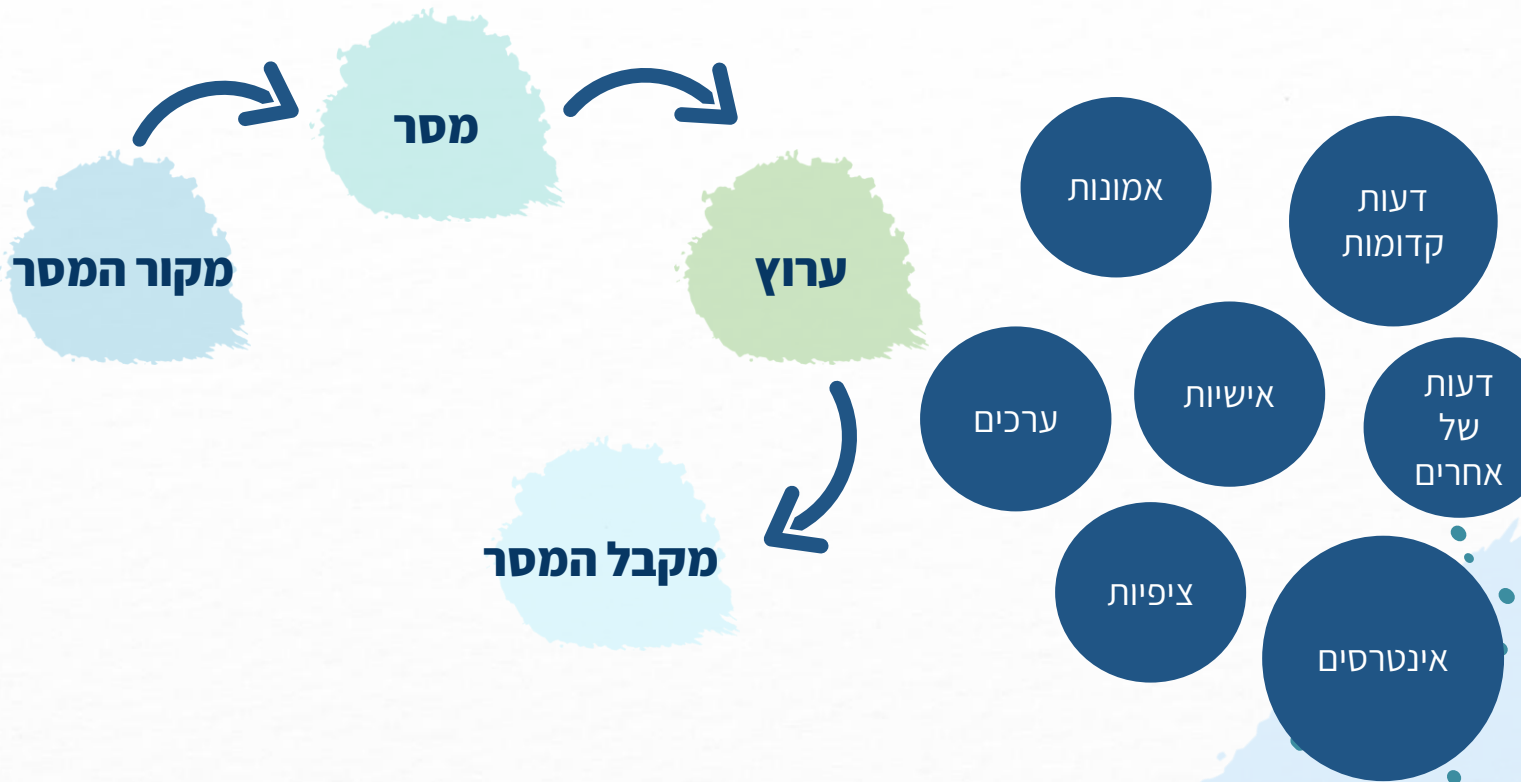 מקור המסר
מסר
ערוץ
מקבל המסר
אמונות
דעות
קדומות
ערכים
אישיות
דעות
של
אחרים
ציפיות
אינטרסים